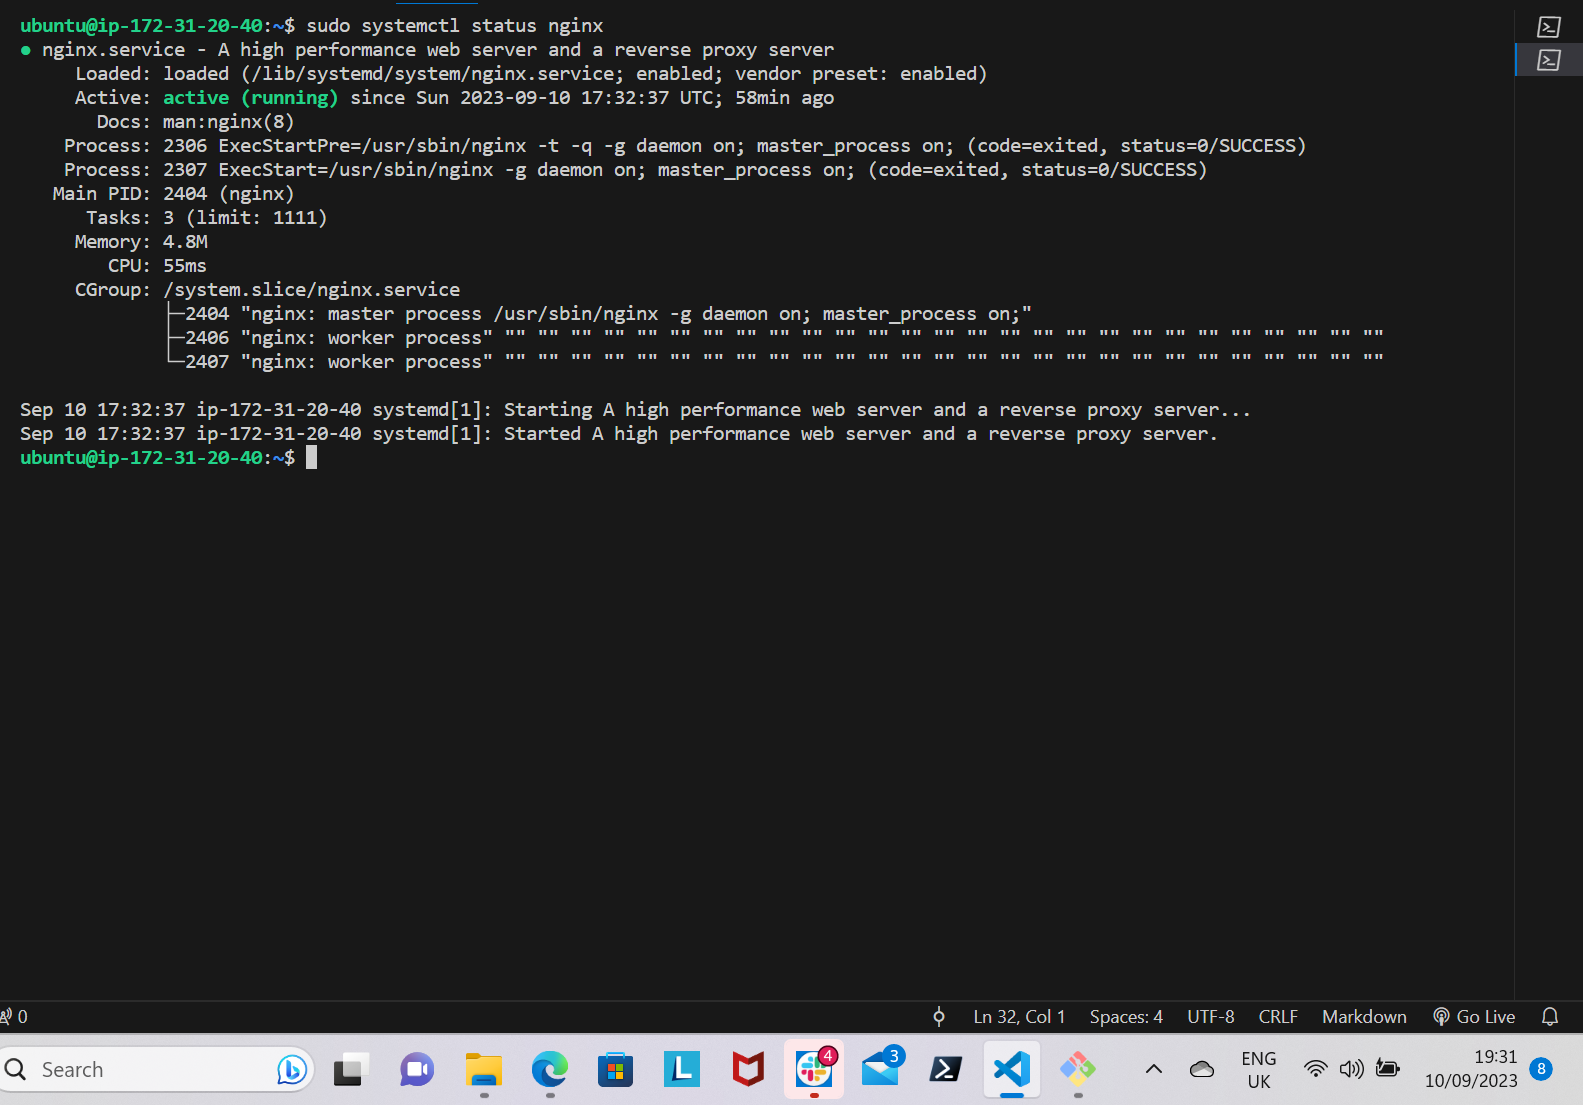 ubuntu@ip-172-31-20-40:~$ sudo systemctl status nginx
● nginx.service - A high performance web server and a reverse proxy server
Loaded: loaded (/lib/systemd/system/nginx.service; enabled; vendor preset: enabled)
Active: active (running) since Sun 2023-09-10 17:32:37 UTC; 58min ago
Docs: man:nginx(8)
Process: 2306 ExecStartPre=/usr/sbin/nginx -t -q -g daemon on; master_process on; (code=exited, status=0/SUCCESS)
Process: 2307 ExecStart=/usr/sbin/nginx -g daemon on; master_process on; (code=exited, status=0/SUCCESS)
Main PID: 2404 (nginx)
Tasks: 3 (limit: 1111)
Memory: 4.8M
CPU: 55ms
CGroup: /system.slice/nginx.service
├─2404 "nginx: master process /usr/sbin/nginx -g daemon on; master_process on;"
├─2406 "nginx: worker process" "" "" "" "" "" "" "" "" "" "" "" "" "" "" "" "" "" "" "" "" "" "" "" "" "" "" ""
└─2407 "nginx: worker process" "" "" "" "" "" "" "" "" "" "" "" "" "" "" "" "" "" "" "" "" "" "" "" "" "" "" ""
Sep 10 17:32:37 ip-172-31-20-40 systemd[1]: Starting A high performance web server and a reverse proxy server...
Sep 10 17:32:37 ip-172-31-20-40 systemd[1]: Started A high performance web server and a reverse proxy server.
ubuntu@ip-172-31-20-40:~$
0 Ln 32, Col 1 Spaces: 4 UTF-8 CRLF Markdown Go Live
Search L 4 3 ENG 19:31
UK 10/09/2023 8